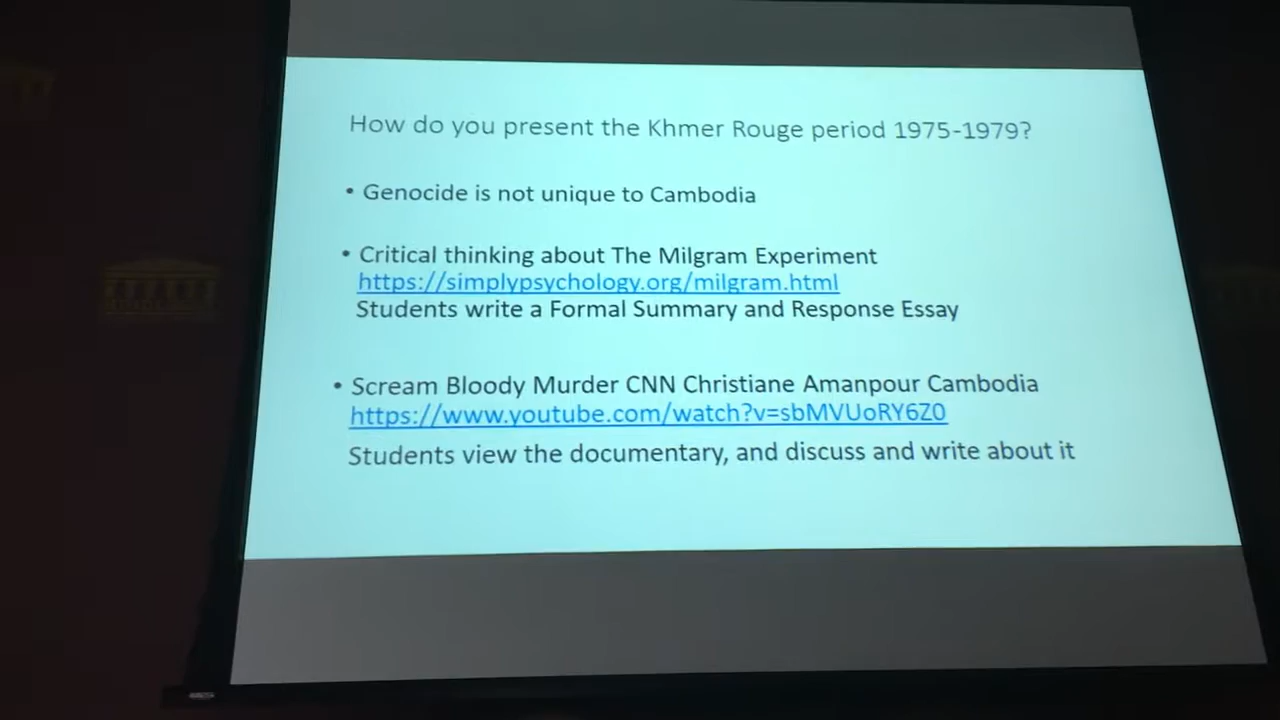 How do you present the Khmer Rouge period 1975-1979?
• Genocide is not unique to Cambodia
• Critical thinking about The Milgram Experiment
https://simplypsychology.org/milgram.html
Students write a Formal Summary and Response Essay
• Scream Bloody Murder CNN Christiane Amanpour Cambodia
https://www.youtube.com/watch?v=sbMVUoRY6Z0
Students view the documentary, and discuss and write about it